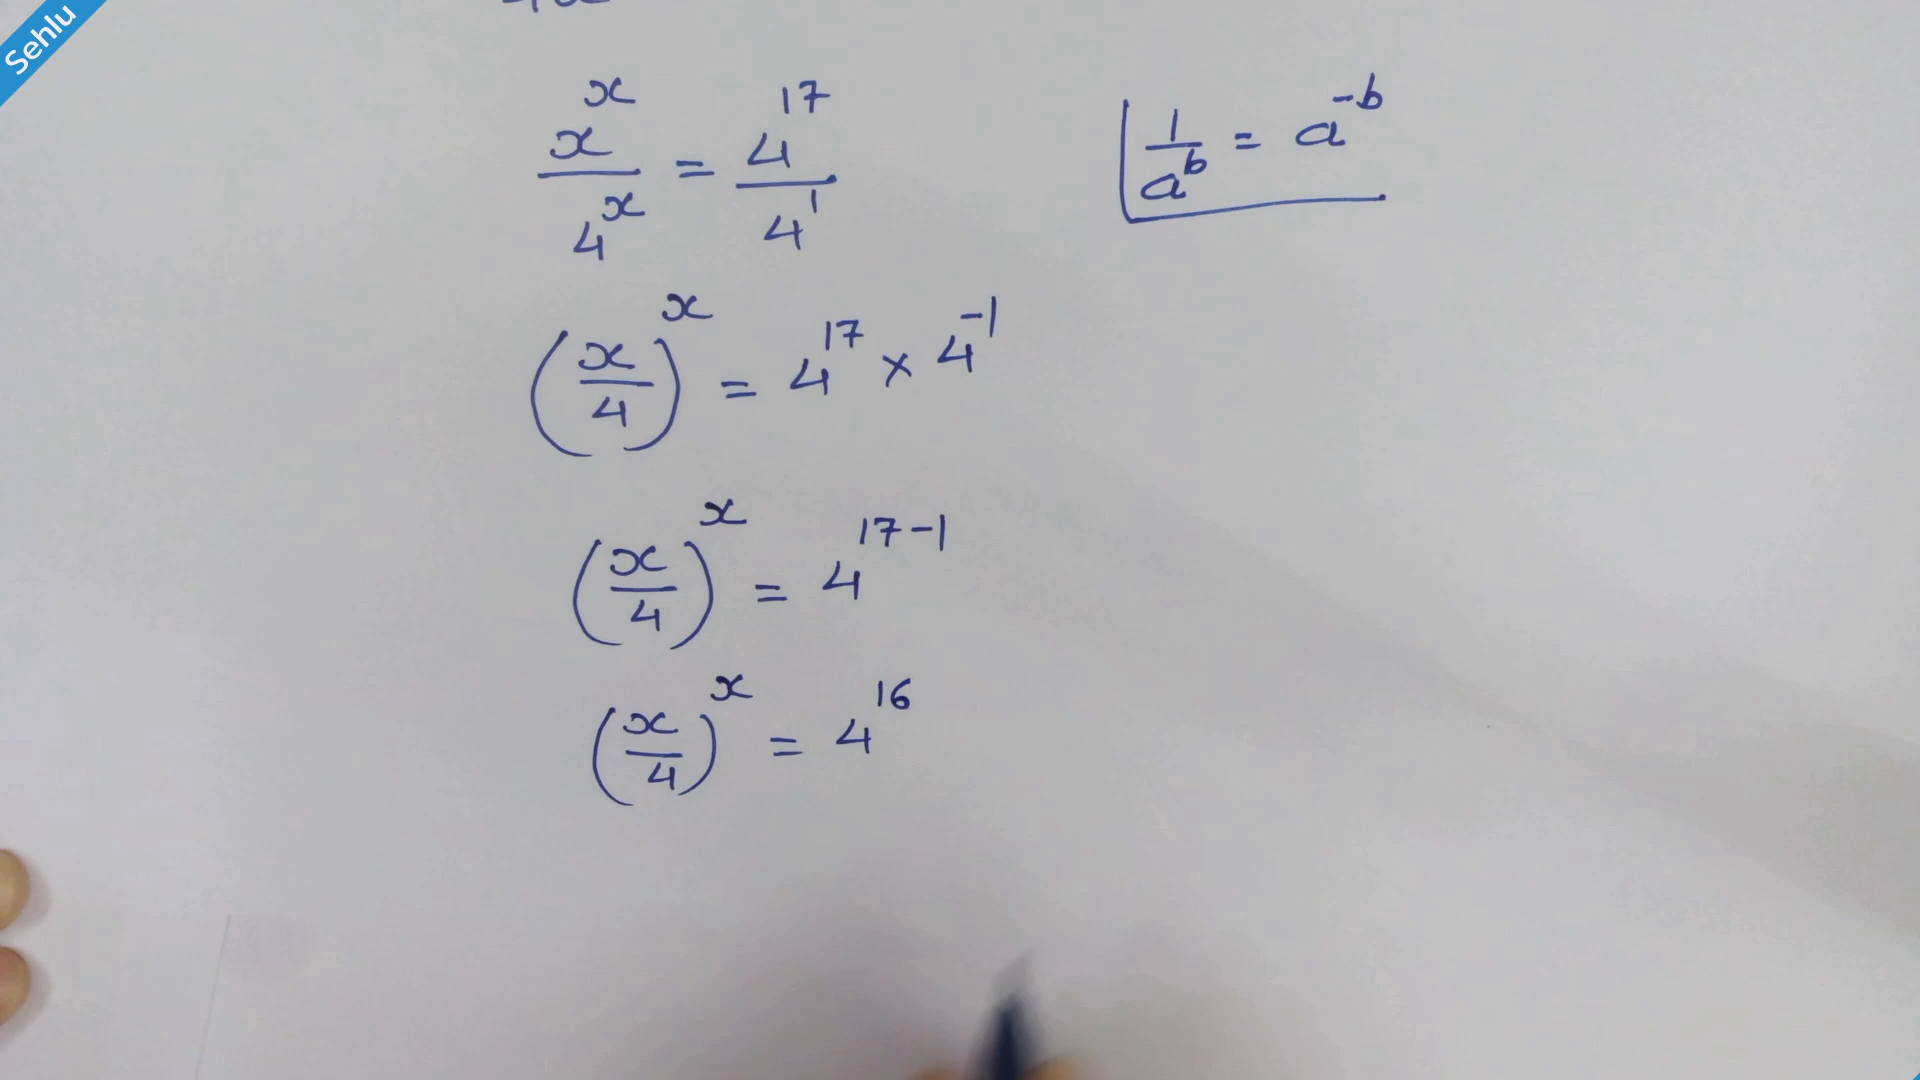 Sehlu
x^x/4^x = 4^17/4^1
1/a^b = a^-b
(x/4)^x = 4^17 × 4^-1
(x/4)^x = 4^17-1
(x/4)^x = 4^16